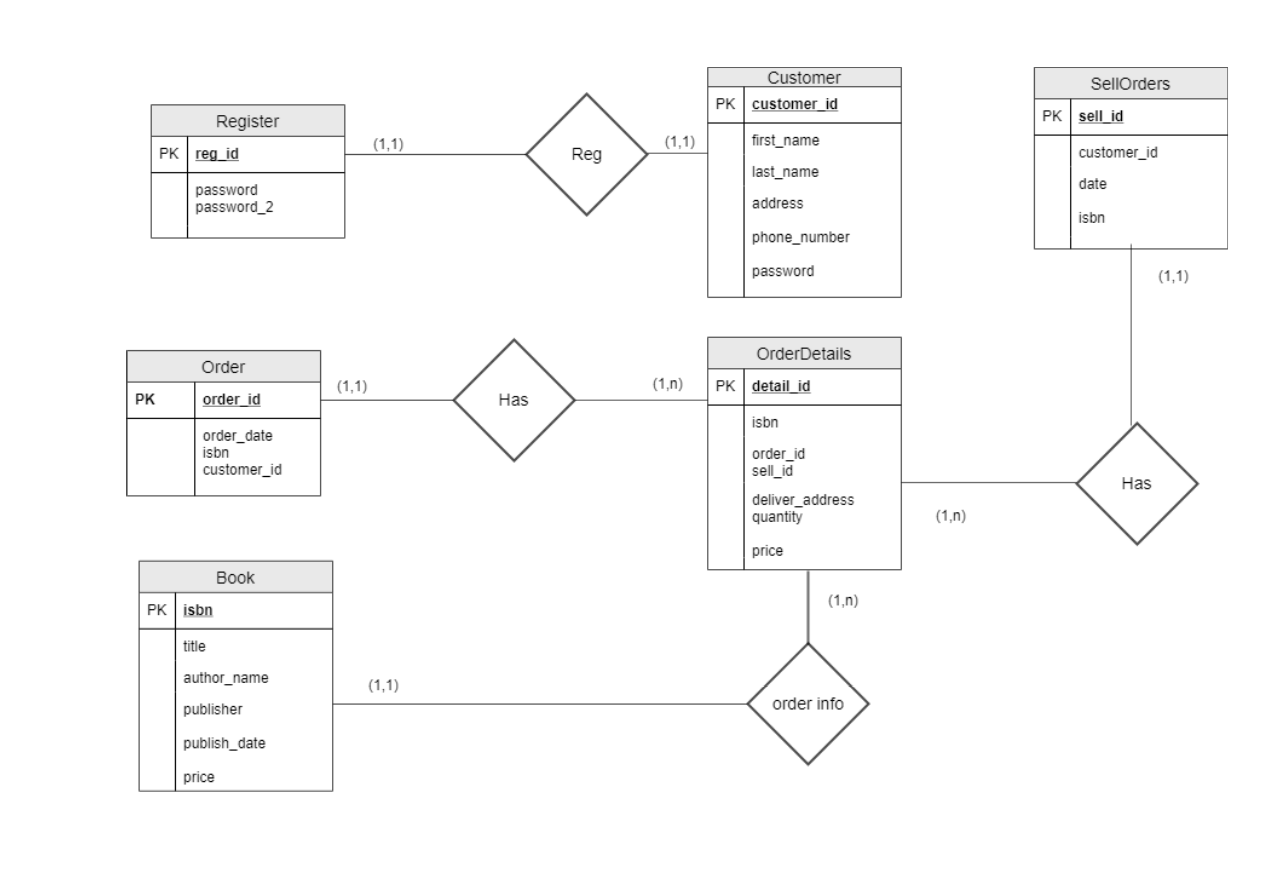 Register
PK reg_id
password
password_2
(1,1)
Reg
(1,1)
Customer
PK customer_id
first_name
last_name
address
phone_number
password
SellOrders
PK sell_id
customer_id
date
isbn
(1,1)
Order
PK order_id
order_date
isbn
customer_id
(1,1)
Has
(1,n)
OrderDetails
PK detail_id
isbn
order_id
sell_id
deliver_address
quantity
price
(1,n)
Has
Book
PK isbn
title
author_name
publisher
publish_date
price
(1,1)
(1,n)
order info